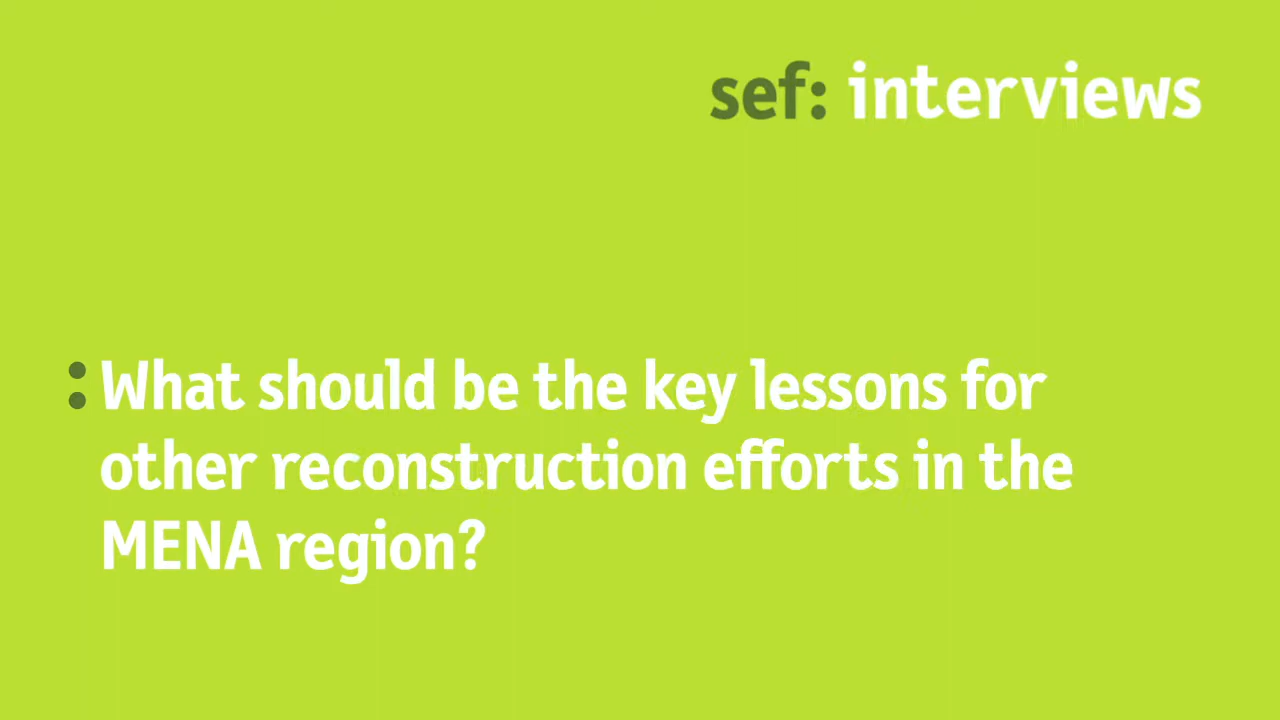 sef: interviews
: What should be the key lessons for
other reconstruction efforts in the
MENA region?